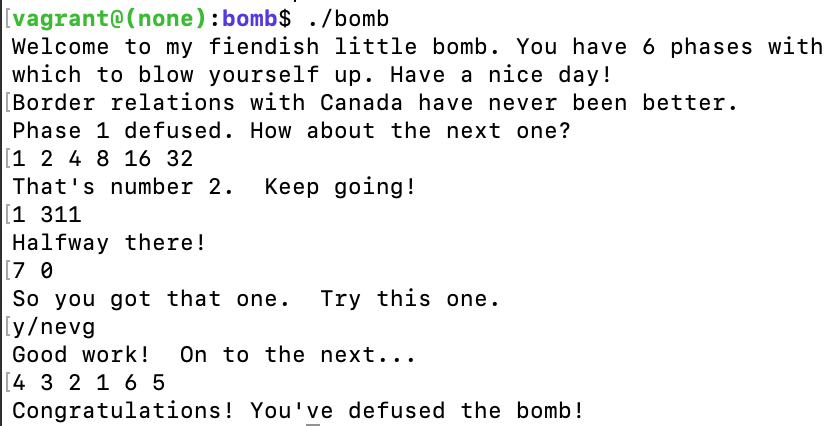 [vagrant@(none):bomb$ ./bomb
Welcome to my fiendish little bomb. You have 6 phases with
which to blow yourself up. Have a nice day!
[Border relations with Canada have never been better.
Phase 1 defused. How about the next one?
[1 2 4 8 16 32
That's number 2.  Keep going!
[1 311
Halfway there!
[7 0
So you got that one.  Try this one.
[y/nevg
Good work!  On to the next...
[4 3 2 1 6 5
Congratulations! You've defused the bomb!